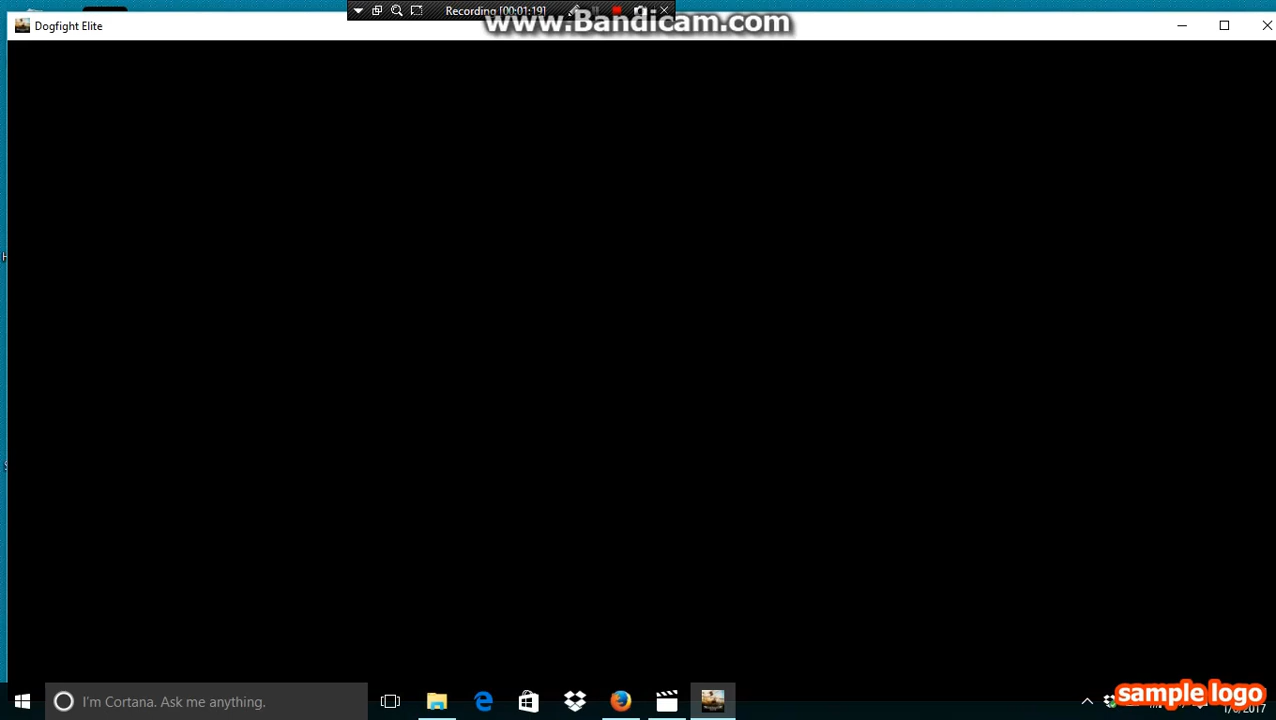 Recording [00:01:19]
www.Bandicam.com
Dogfight Elite
I'm Cortana. Ask me anything.
sample logo